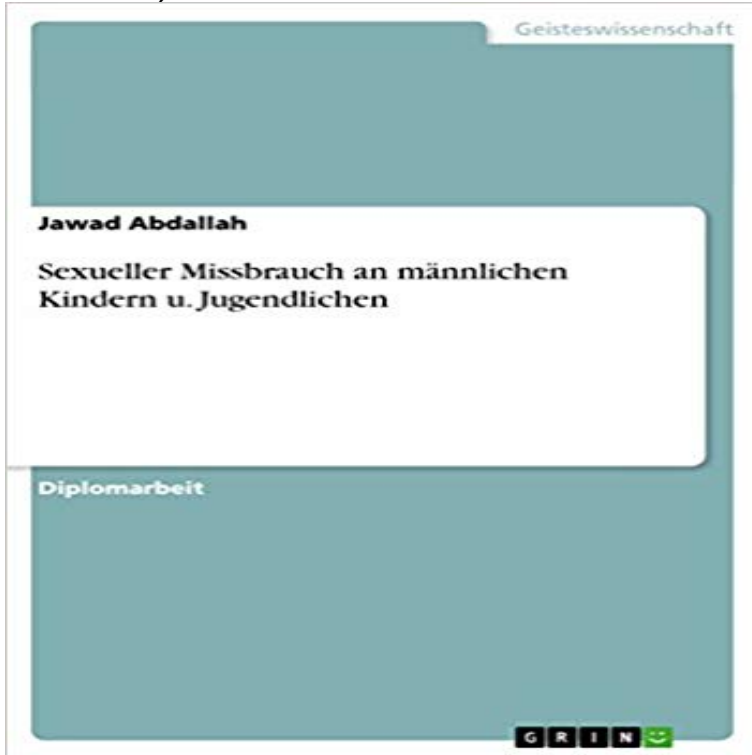 Geisteswissenschaft
Jawad Abdallah
Sexueller Missbrauch an männlichen
Kindern u. Jugendlichen
Diplomarbeit
GRIN